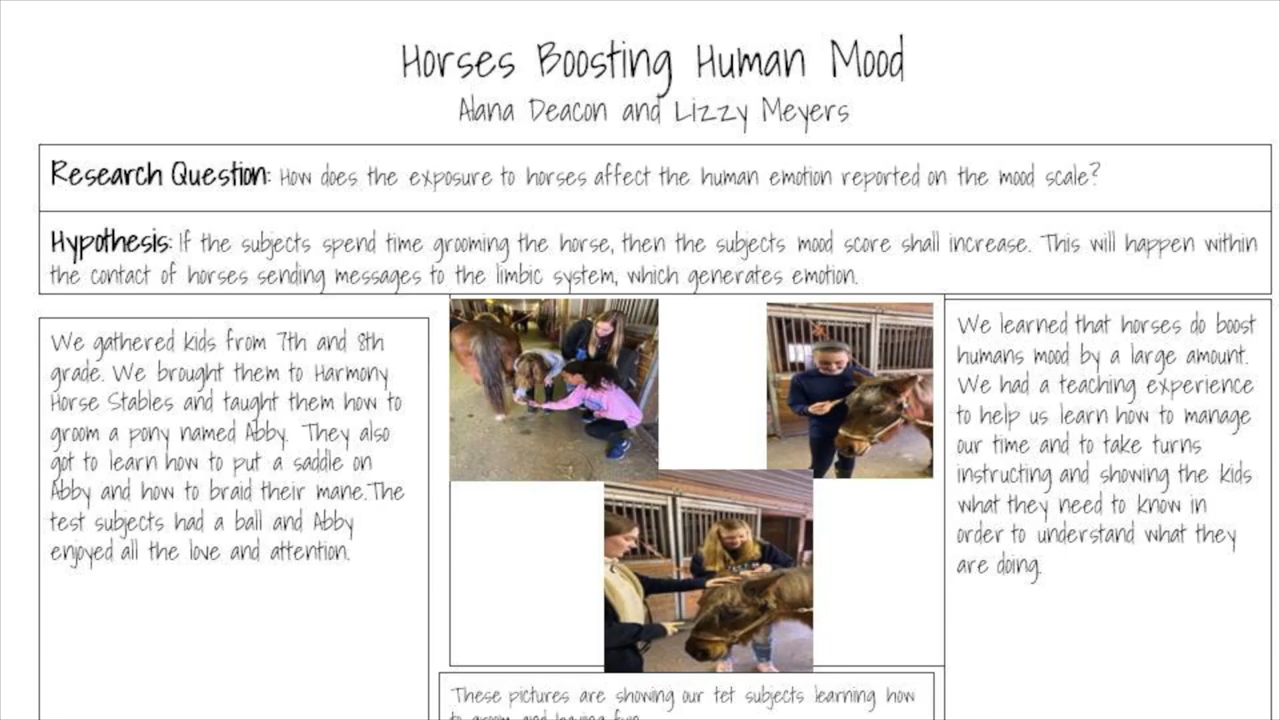 Horses Boosting Human Mood
Alana Deacon and Lizzy Meyers
Research Question: How does the exposure to horses affect the human emotion reported on the mood scale?
Hypothesis: If the subjects spend time grooming the horse, then the subjects mood score shall increase. This will happen within
the contact of horses sending messages to the limbic system, which generates emotion.
We gathered kids from 7th and 8th
grade. We brought them to Harmony
Horse Stables and taught them how to
groom a pony named Abby. They also
got to learn how to put a saddle on
Abby and how to braid their mane.The
test subjects had a ball and Abby
enjoyed all the love and attention.
These pictures are showing our tet subjects learning how
to groom and having fun
We learned that horses do boost
humans mood by a large amount.
We had a teaching experience
to help us learn how to manage
our time and to take turns
instructing and showing the kids
what they need to know in
order to understand what they
are doing.